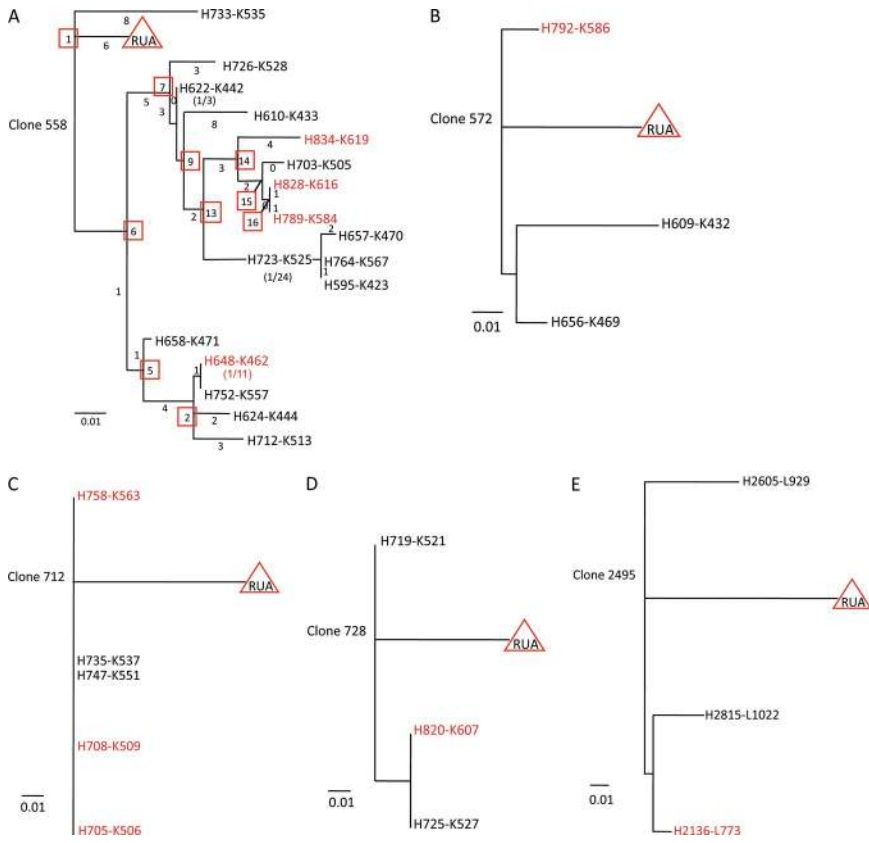 A
H733-K535
8
1
6
RUA
H726-K528
3
7
H622-K442
0
(1/3)
5
3
H610-K433
8
Clone 558
H834-K619
4
9
14
3
0
H703-K505
2
H828-K616
15
1
0
1
2
13
16
H789-K584
6
2
H657-K470
H723-K525
H764-K567
(1/24)
1
H595-K423
1
H658-K471
1
H648-K462
5
1
(1/11)
H752-K557
4
0.01
2
2
H624-K444
3
H712-K513
B
H792-K586
Clone 572
RUA
H609-K432
0.01
H656-K469
C
H758-K563
Clone 712
RUA
H735-K537
H747-K551
H708-K509
0.01
H705-K506
D
H719-K521
Clone 728
RUA
H820-K607
0.01
H725-K527
E
H2605-L929
Clone 2495
RUA
H2815-L1022
0.01
H2136-L773